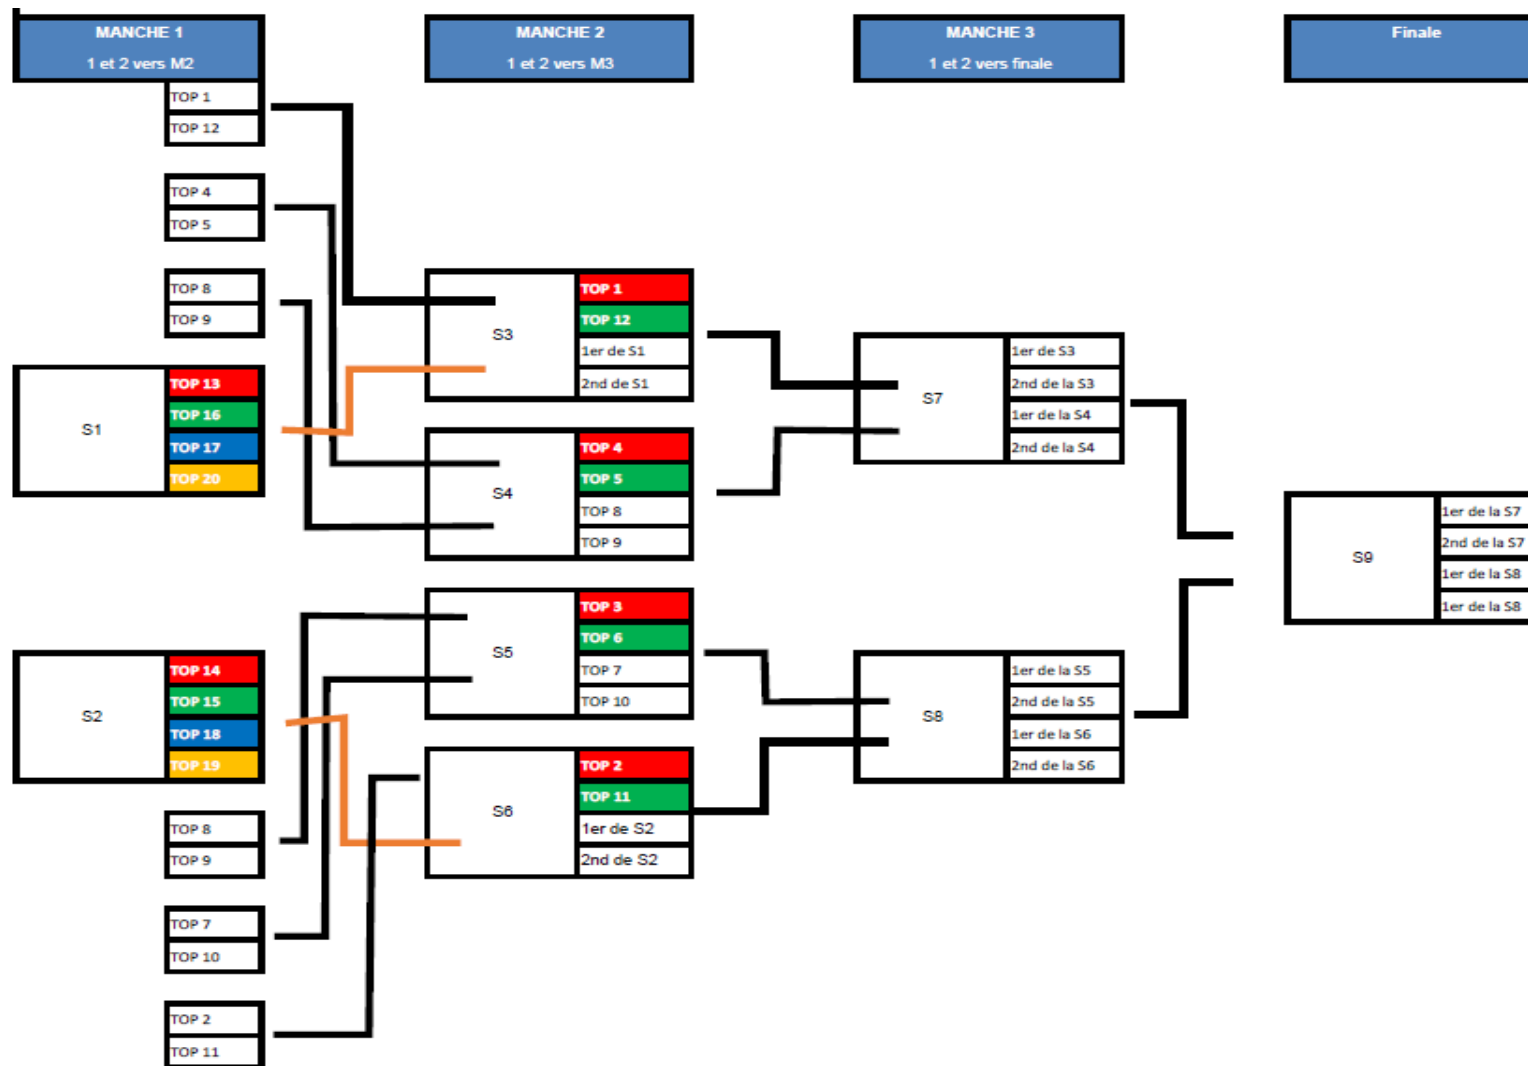 MANCHE 1
1 et 2 vers M2
TOP 1
TOP 12
TOP 4
TOP 5
TOP 8
TOP 9
S1
TOP 13
TOP 16
TOP 17
TOP 20
S2
TOP 14
TOP 15
TOP 18
TOP 19
TOP 8
TOP 9
TOP 7
TOP 10
TOP 2
TOP 11
MANCHE 2
1 et 2 vers M3
S3
TOP 1
TOP 12
1er de S1
2nd de S1
S4
TOP 4
TOP 5
TOP 8
TOP 9
S5
TOP 3
TOP 6
TOP 7
TOP 10
S6
TOP 2
TOP 11
1er de S2
2nd de S2
MANCHE 3
1 et 2 vers finale
S7
1er de S3
2nd de la S3
1er de la S4
2nd de la S4
S8
1er de la S5
2nd de la S5
1er de la S6
2nd de la S6
Finale
S9
1er de la S7
2nd de la S7
1er de la S8
1er de la S8